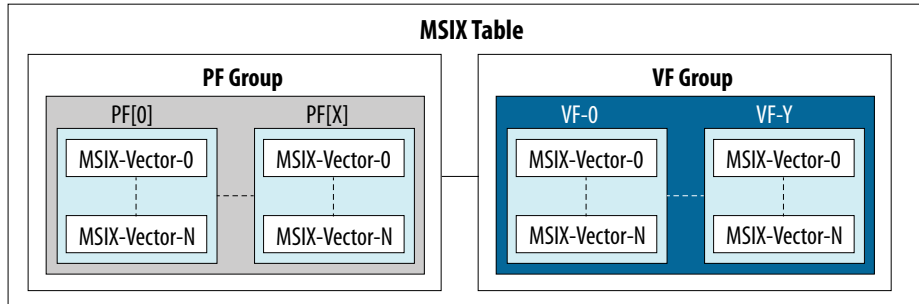 MSIX Table
PF Group
VF Group
PF[0]
PF[X]
VF-0
VF-Y
MSIX-Vector-0
MSIX-Vector-0
MSIX-Vector-0
MSIX-Vector-0
MSIX-Vector-N
MSIX-Vector-N
MSIX-Vector-N
MSIX-Vector-N